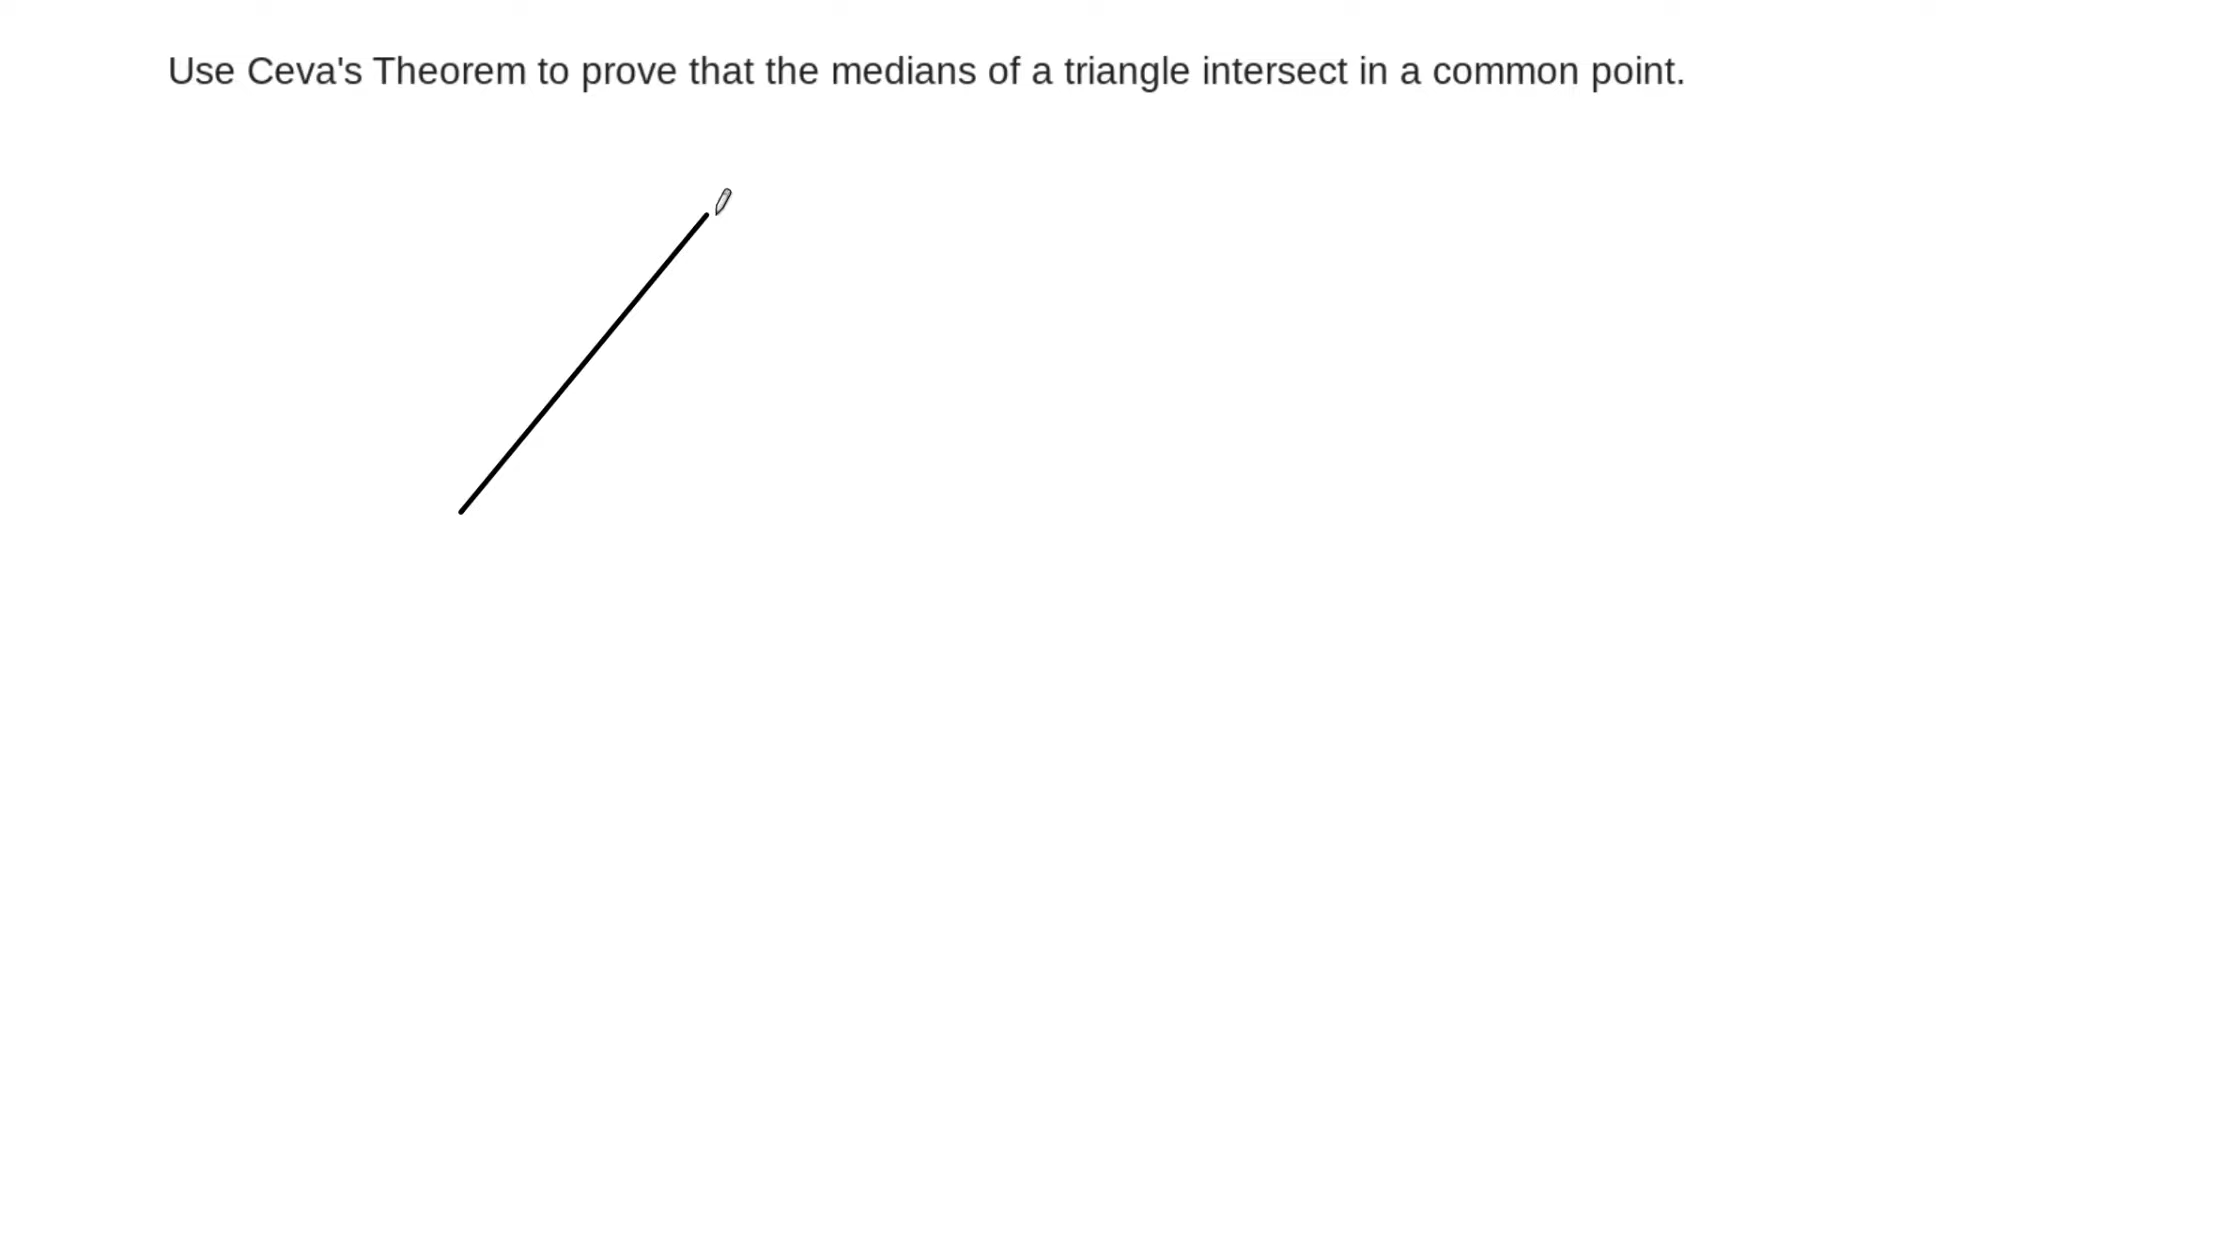 Use Ceva's Theorem to prove that the medians of a triangle intersect in a common point.